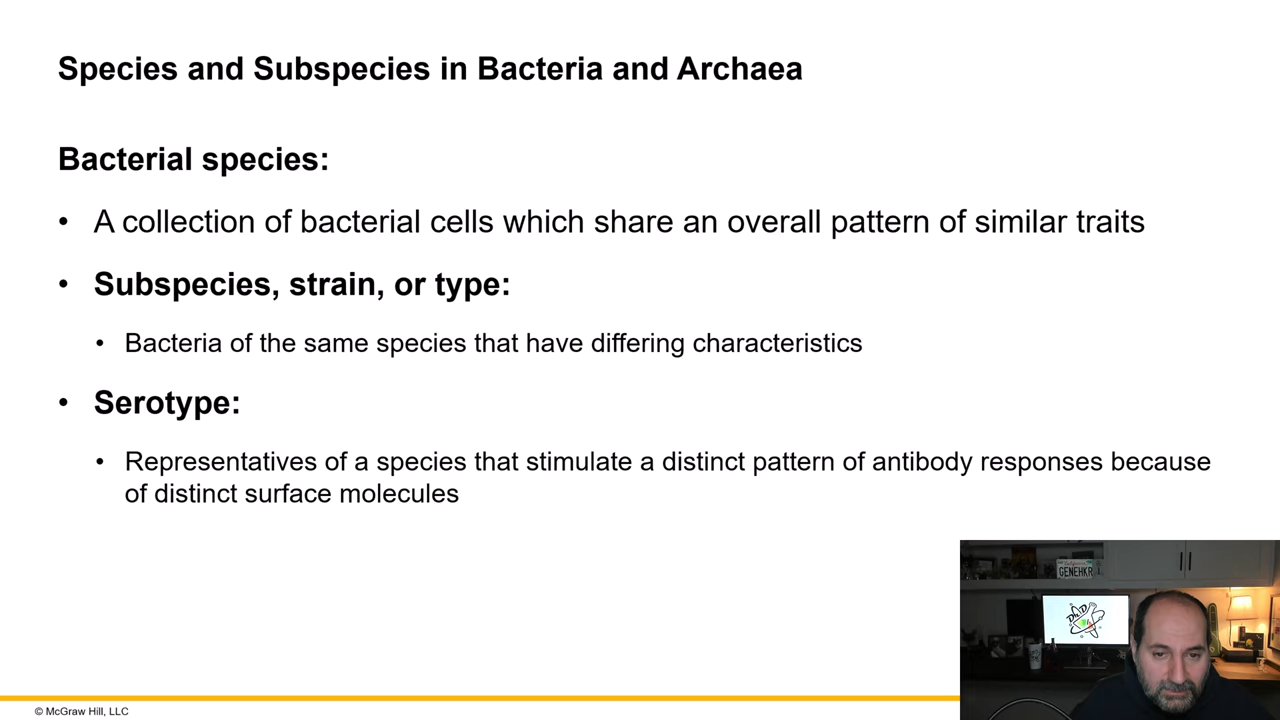 Species and Subspecies in Bacteria and Archaea
Bacterial species:
• A collection of bacterial cells which share an overall pattern of similar traits
• Subspecies, strain, or type:
• Bacteria of the same species that have differing characteristics
• Serotype:
• Representatives of a species that stimulate a distinct pattern of antibody responses because
of distinct surface molecules
GENEHKR
© McGraw Hill, LLC